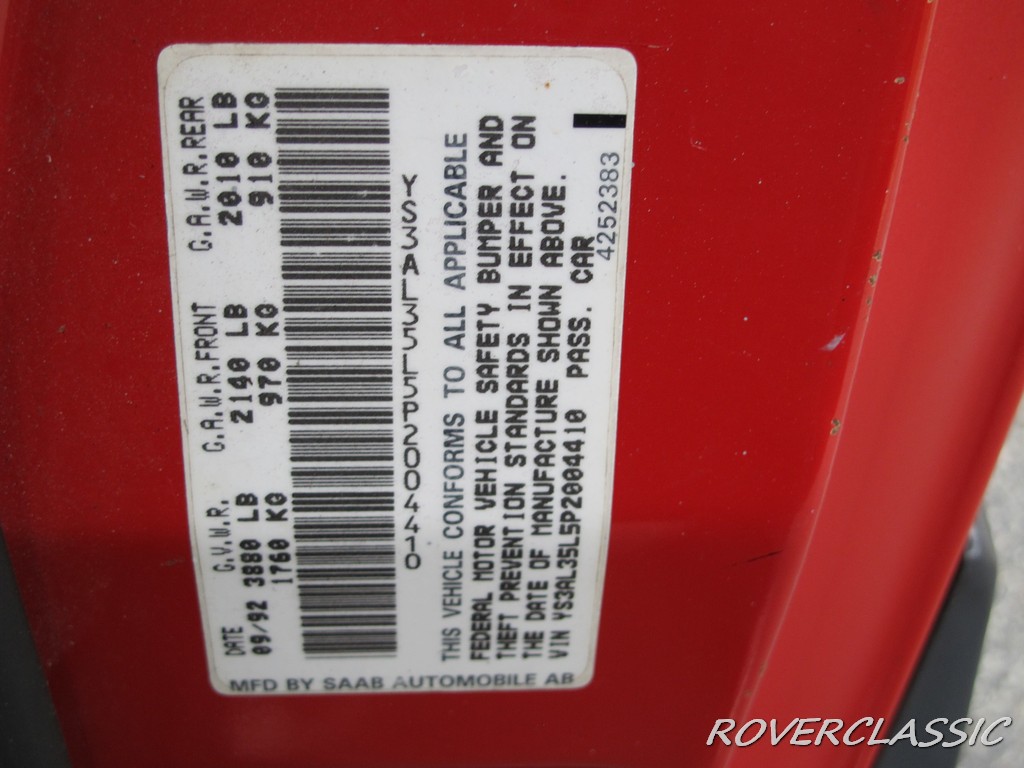 MFD BY SAAB AUTOMOBILE AB
DATE G.V.W.R. G.A.W.R.FRONT G.A.W.R.REAR
09/92 3880 LB 2140 LB 2010 LB
1760 KG 970 KG 910 KG
YS3AL35L5P2004410
THIS VEHICLE CONFORMS TO ALL APPLICABLE
FEDERAL MOTOR VEHICLE SAFETY BUMPER AND
THEFT PREVENTION STANDARDS IN EFFECT ON
THE DATE OF MANUFACTURE SHOWN ABOVE.
VIN YS3AL35L5P2004410 PASS. CAR
4252383
ROVERCLASSIC